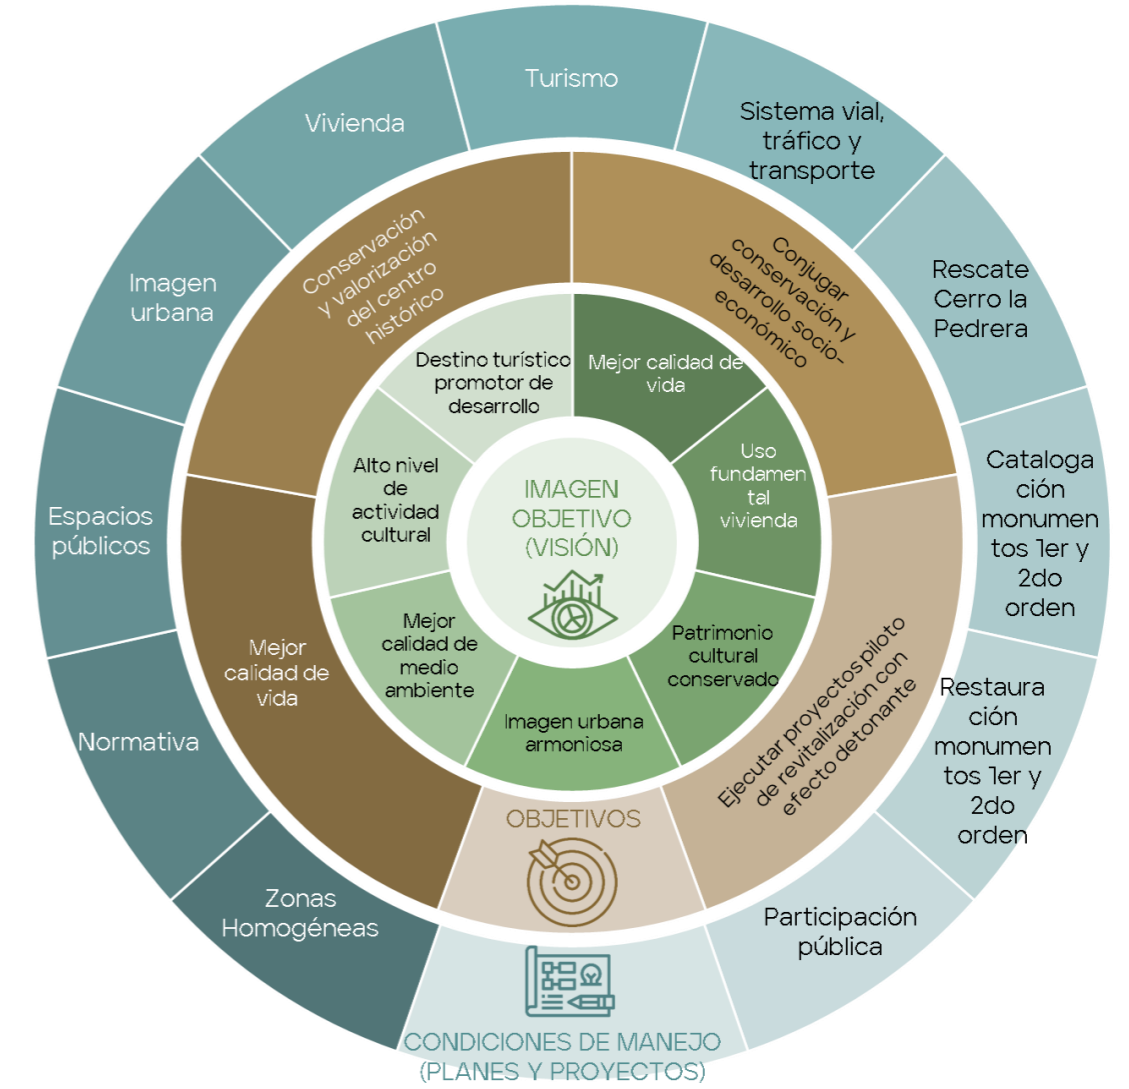 Turismo
Sistema vial,
tráfico y
transporte
Rescate
Cerro la
Pedrera
Cataloga
ción
monumen
tos 1er y
2do
orden
Restaura
ción
monumen
tos 1er y
2do
orden
Participación
pública
CONDICIONES DE MANEJO
(PLANES Y PROYECTOS)
Zonas
Homogéneas
Normativa
Espacios
públicos
Imagen
urbana
Vivienda
Conservación
y valorización
del centro
histórico
Conjugar
conservación y
desarrollo socio-
económico
Ejecutar proyectos piloto
de revitalización con
efecto detonante
OBJETIVOS
Mejor
calidad de
vida
Destino turístico
promotor de
desarrollo
Mejor calidad de
vida
Uso
fundamen
tal
vivienda
Patrimonio
cultural
conservado
Imagen urbana
armoniosa
Mejor
calidad de
medio
ambiente
Alto nivel
de
actividad
cultural
IMAGEN
OBJETIVO
(VISIÓN)